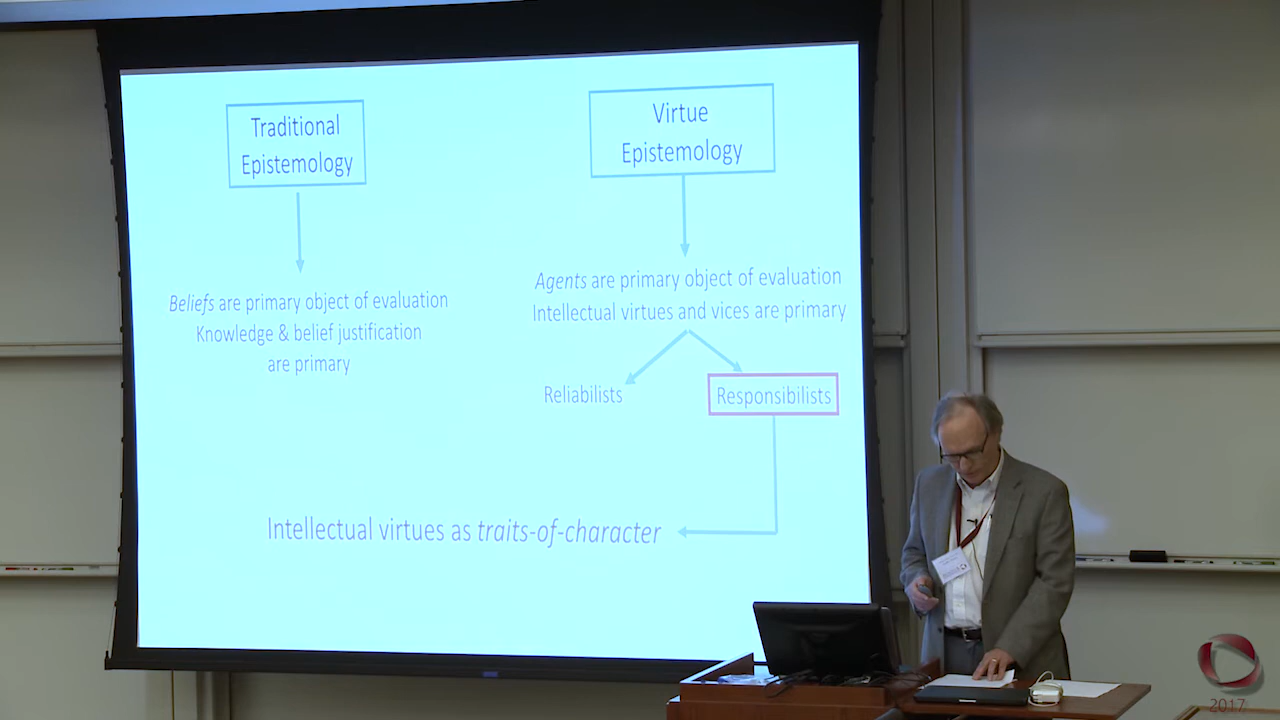 Traditional
Epistemology
Beliefs are primary object of evaluation
Knowledge & belief justification
are primary
Virtue
Epistemology
Agents are primary object of evaluation
Intellectual virtues and vices are primary
Reliabilists
Responsibilists
Intellectual virtues as traits-of-character
2017